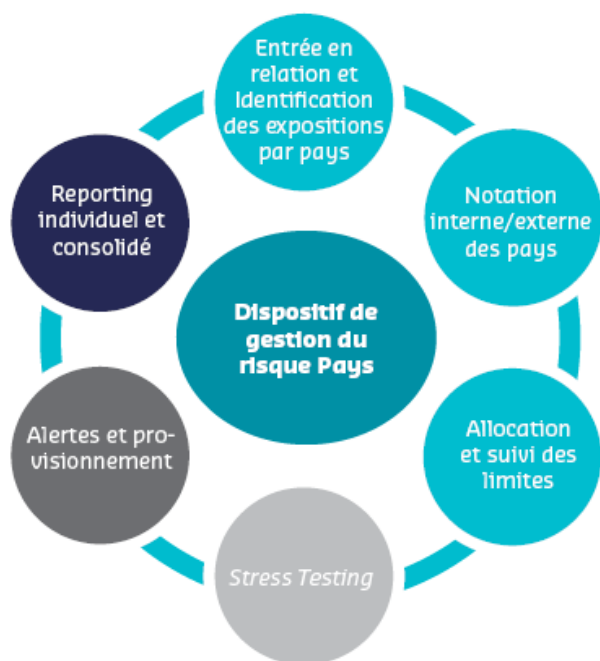 Entrée en
relation et
Identification
des expositions
par pays
Notation
interne/externe
des pays
Allocation
et suivi des
limites
Stress Testing
Alertes et pro-
visionnement
Reporting
individuel et
consolidé
Dispositif de
gestion du
risque Pays